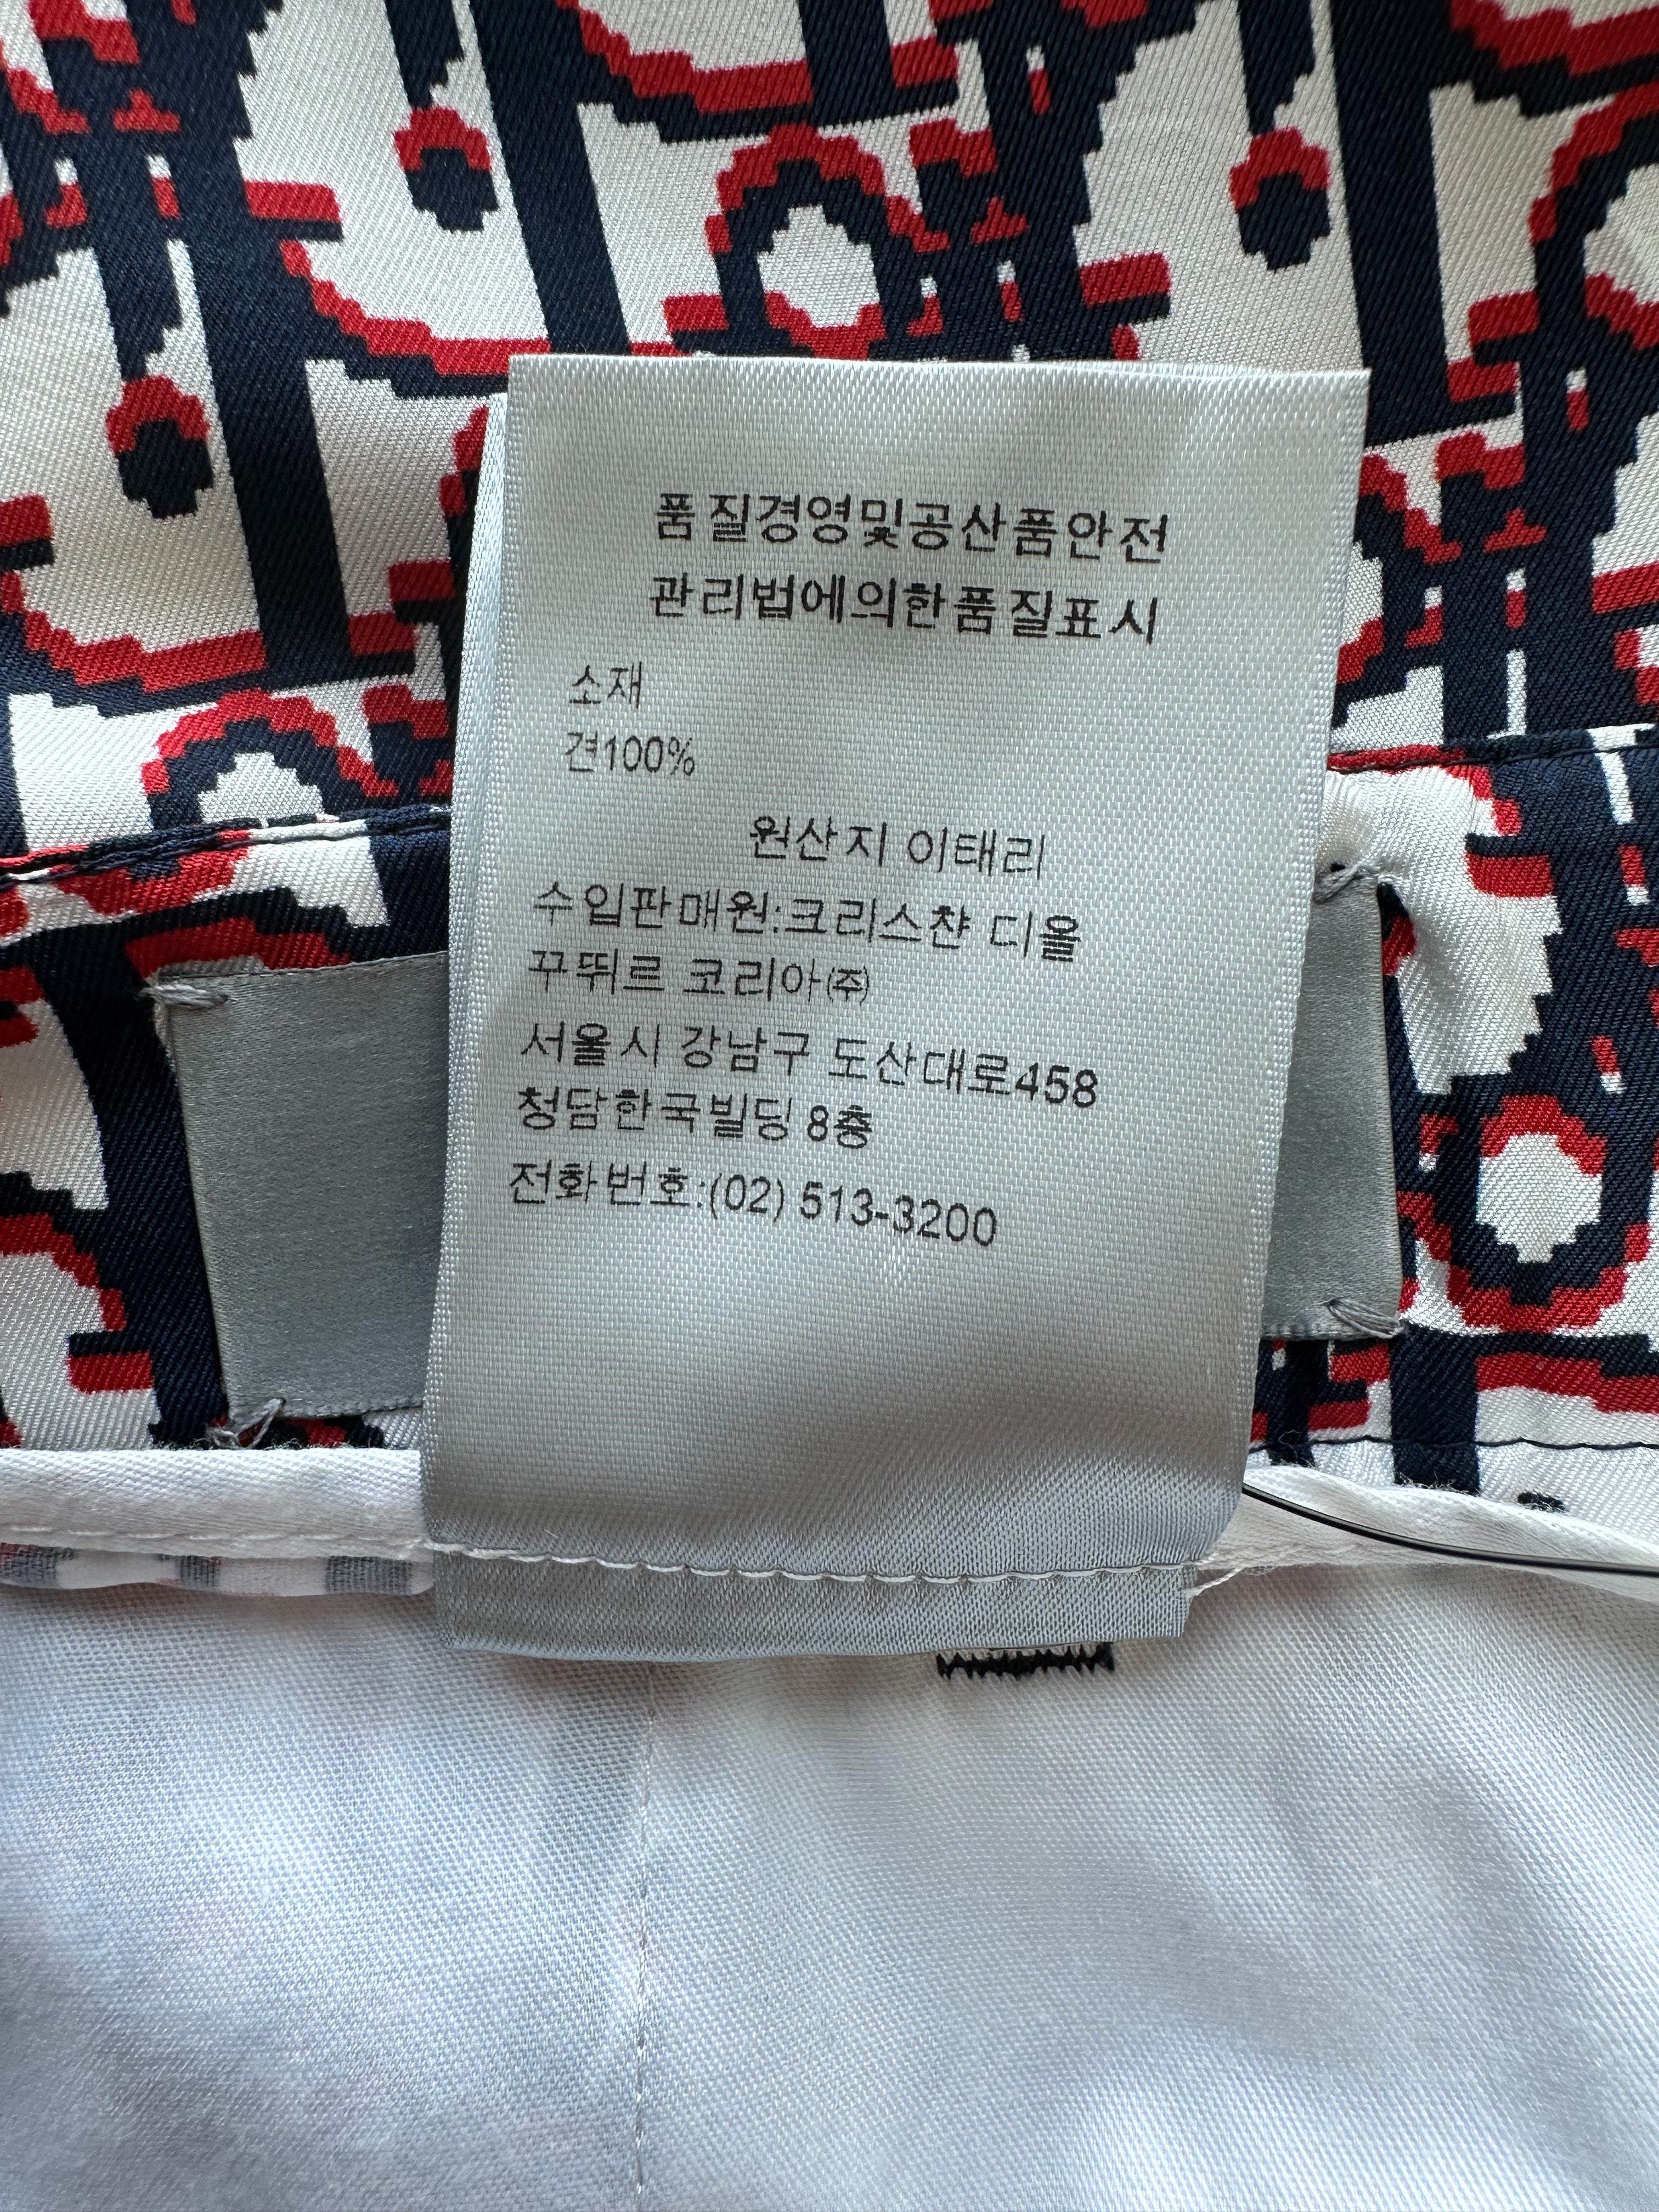 품질경영및공산품안전
관리법에의한품질표시
소재
견100%
원산지 이태리
수입판매원:크리스챤 디올
꾸뛰르 코리아㈜
서울시 강남구 도산대로458
청담한국빌딩 8층
전화번호:(02) 513-3200